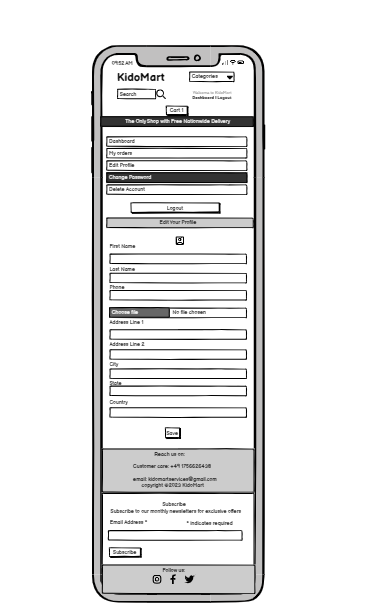 09:52 AM
KidoMart
Categories
Search
Welcome to KidoMart
Dashboard | Logout
Cart 1
The Only Shop with Free Nationwide Delivery
Dashboard
My orders
Edit Profile
Change Password
Delete Account
Logout
Edit Your Profile
First Name
Last Name
Phone
Choose file
No file chosen
Address Line 1
Address Line 2
City
State
Country
Save
Reach us on:
Customer care:
email: kidomartservices@gmail.com
copyright @2023 KidoMart
Subscribe
Subscribe to our monthly newsletters for exclusive offers
Email Address *
* indicates required
Subscribe
Follow us: